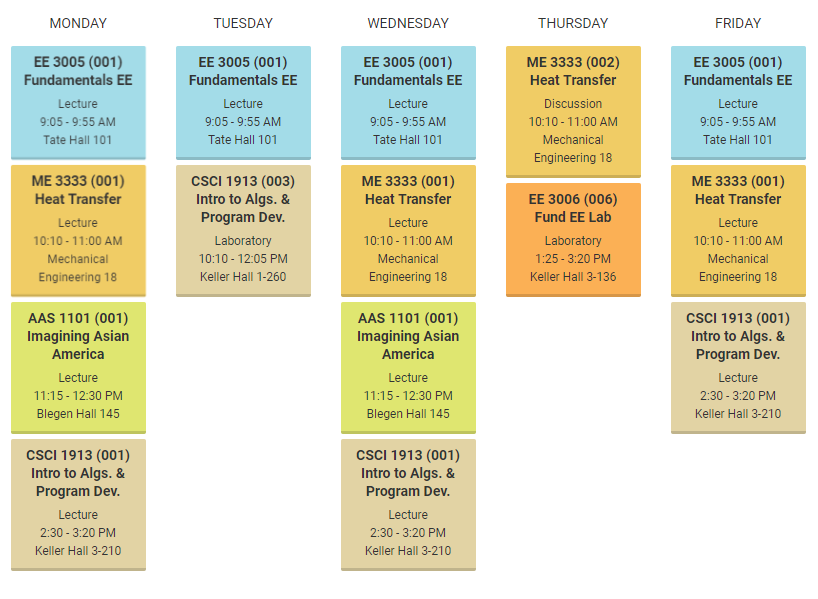 MONDAY
EE 3005 (001)
Fundamentals EE
Lecture
9:05 - 9:55 AM
Tate Hall 101
ME 3333 (001)
Heat Transfer
Lecture
10:10 - 11:00 AM
Mechanical
Engineering 18
AAS 1101 (001)
Imagining Asian
America
Lecture
11:15 - 12:30 PM
Blegen Hall 145
CSCI 1913 (001)
Intro to Algs. &
Program Dev.
Lecture
2:30 - 3:20 PM
Keller Hall 3-210
TUESDAY
EE 3005 (001)
Fundamentals EE
Lecture
9:05 - 9:55 AM
Tate Hall 101
CSCI 1913 (003)
Intro to Algs. &
Program Dev.
Laboratory
10:10 - 12:05 PM
Keller Hall 1-260
WEDNESDAY
EE 3005 (001)
Fundamentals EE
Lecture
9:05 - 9:55 AM
Tate Hall 101
ME 3333 (001)
Heat Transfer
Lecture
10:10 - 11:00 AM
Mechanical
Engineering 18
AAS 1101 (001)
Imagining Asian
America
Lecture
11:15 - 12:30 PM
Blegen Hall 145
CSCI 1913 (001)
Intro to Algs. &
Program Dev.
Lecture
2:30 - 3:20 PM
Keller Hall 3-210
THURSDAY
ME 3333 (002)
Heat Transfer
Discussion
10:10 - 11:00 AM
Mechanical
Engineering 18
EE 3006 (006)
Fund EE Lab
Laboratory
1:25 - 3:20 PM
Keller Hall 3-136
FRIDAY
EE 3005 (001)
Fundamentals EE
Lecture
9:05 - 9:55 AM
Tate Hall 101
ME 3333 (001)
Heat Transfer
Lecture
10:10 - 11:00 AM
Mechanical
Engineering 18
CSCI 1913 (001)
Intro to Algs. &
Program Dev.
Lecture
2:30 - 3:20 PM
Keller Hall 3-210